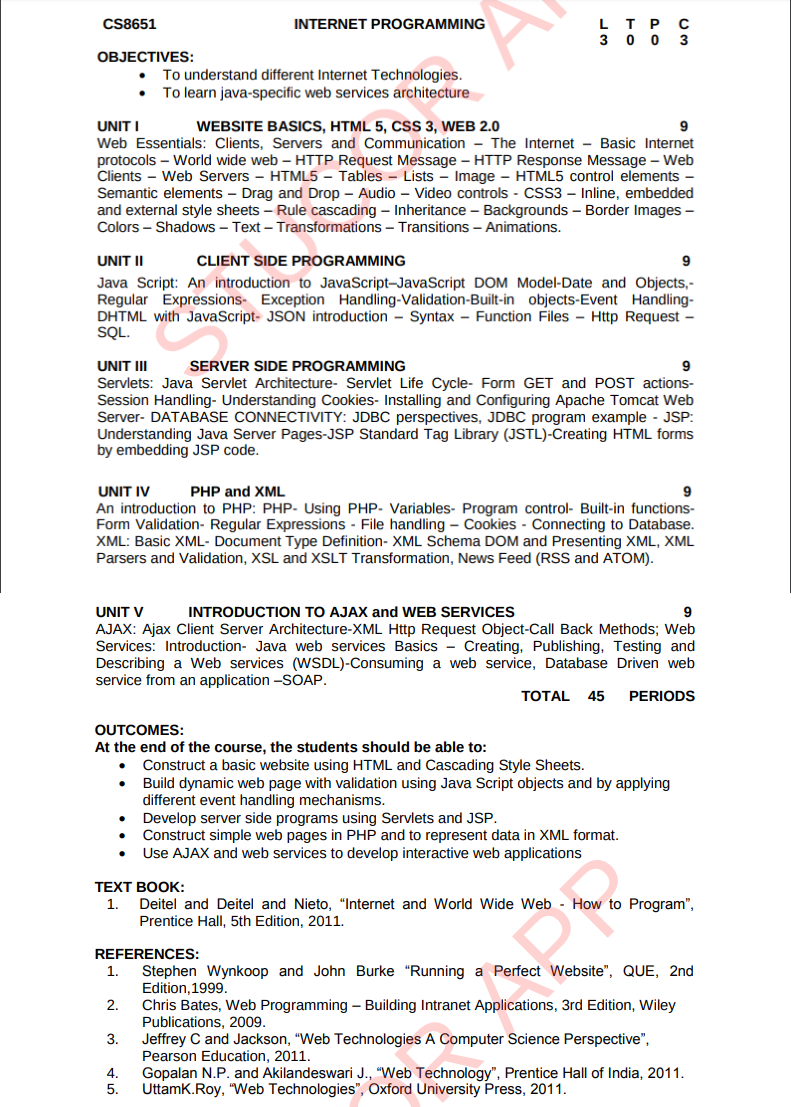 CS8651 INTERNET PROGRAMMING L T P C
3 0 0 3
OBJECTIVES:
• To understand different Internet Technologies.
• To learn java-specific web services architecture
UNIT I WEBSITE BASICS, HTML 5, CSS 3, WEB 2.0 9
Web Essentials: Clients, Servers and Communication – The Internet – Basic Internet
protocols – World wide web – HTTP Request Message – HTTP Response Message – Web
Clients – Web Servers – HTML5 – Tables – Lists – Image – HTML5 control elements –
Semantic elements – Drag and Drop – Audio – Video controls - CSS3 – Inline, embedded
and external style sheets – Rule cascading – Inheritance – Backgrounds – Border Images –
Colors – Shadows – Text – Transformations – Transitions – Animations.
UNIT II CLIENT SIDE PROGRAMMING 9
Java Script: An introduction to JavaScript–JavaScript DOM Model-Date and Objects,-
Regular Expressions- Exception Handling-Validation-Built-in objects-Event Handling-
DHTML with JavaScript- JSON introduction – Syntax – Function Files – Http Request –
SQL.
UNIT III SERVER SIDE PROGRAMMING 9
Servlets: Java Servlet Architecture- Servlet Life Cycle- Form GET and POST actions-
Session Handling- Understanding Cookies- Installing and Configuring Apache Tomcat Web
Server- DATABASE CONNECTIVITY: JDBC perspectives, JDBC program example - JSP:
Understanding Java Server Pages-JSP Standard Tag Library (JSTL)-Creating HTML forms
by embedding JSP code.
UNIT IV PHP and XML 9
An introduction to PHP: PHP- Using PHP- Variables- Program control- Built-in functions-
Form Validation- Regular Expressions - File handling – Cookies - Connecting to Database.
XML: Basic XML- Document Type Definition- XML Schema DOM and Presenting XML, XML
Parsers and Validation, XSL and XSLT Transformation, News Feed (RSS and ATOM).
UNIT V INTRODUCTION TO AJAX and WEB SERVICES 9
AJAX: Ajax Client Server Architecture-XML Http Request Object-Call Back Methods; Web
Services: Introduction- Java web services Basics – Creating, Publishing, Testing and
Describing a Web services (WSDL)-Consuming a web service, Database Driven web
service from an application –SOAP.
TOTAL 45 PERIODS
OUTCOMES:
At the end of the course, the students should be able to:
• Construct a basic website using HTML and Cascading Style Sheets.
• Build dynamic web page with validation using Java Script objects and by applying
different event handling mechanisms.
• Develop server side programs using Servlets and JSP.
• Construct simple web pages in PHP and to represent data in XML format.
• Use AJAX and web services to develop interactive web applications
TEXT BOOK:
1. Deitel and Deitel and Nieto, “Internet and World Wide Web - How to Program”,
Prentice Hall, 5th Edition, 2011.
REFERENCES:
1. Stephen Wynkoop and John Burke “Running a Perfect Website”, QUE, 2nd
Edition,1999.
2. Chris Bates, Web Programming – Building Intranet Applications, 3rd Edition, Wiley
Publications, 2009.
3. Jeffrey C and Jackson, “Web Technologies A Computer Science Perspective”,
Pearson Education, 2011.
4. Gopalan N.P. and Akilandeswari J., “Web Technology”, Prentice Hall of India, 2011.
5. UttamK.Roy, “Web Technologies”, Oxford University Press, 2011.
STUCOR AP
OR APP